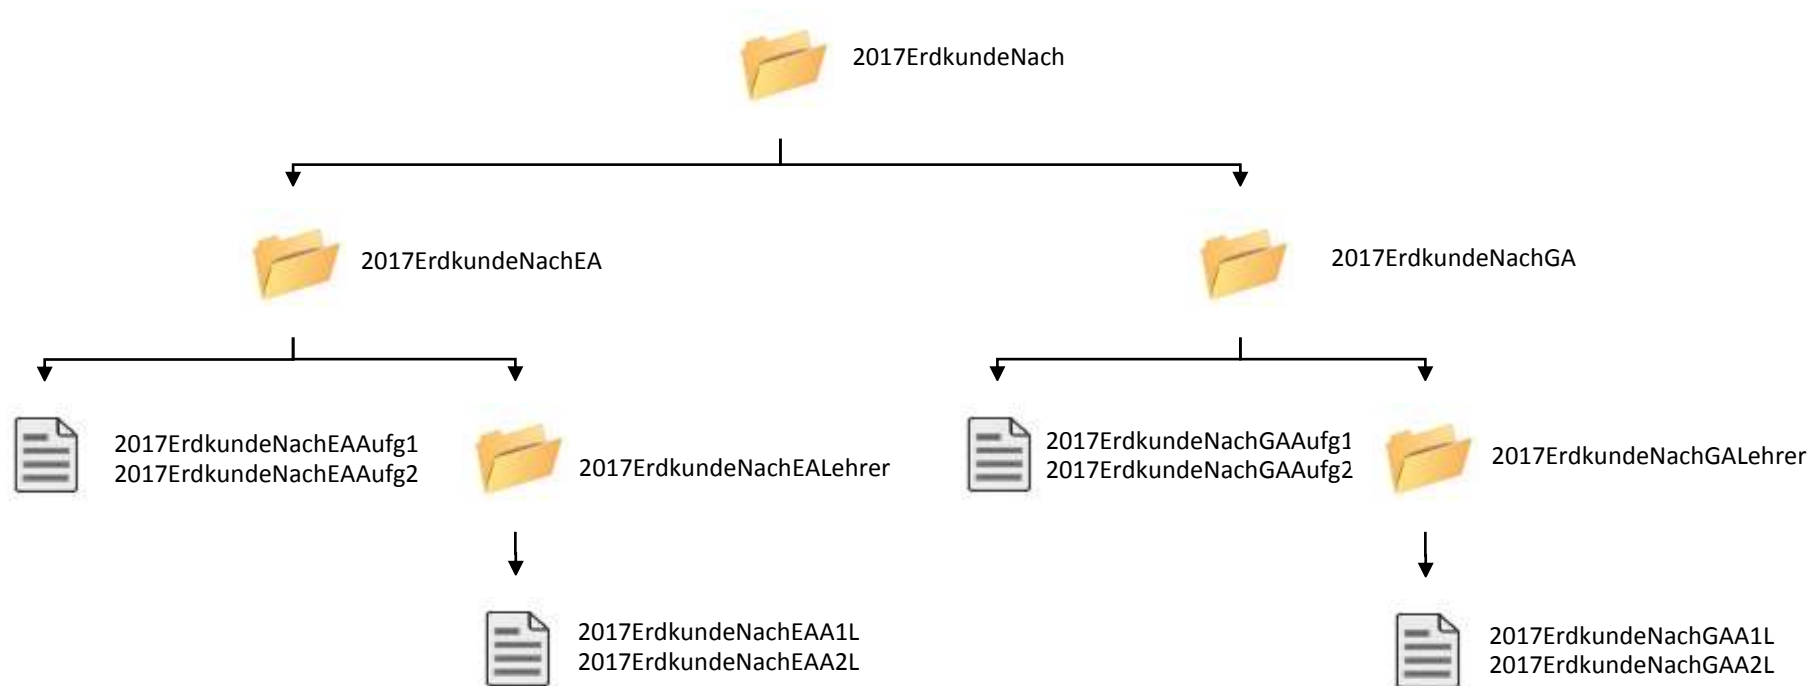 2017ErdkundeNach
2017ErdkundeNachEA
2017ErdkundeNachGA
2017ErdkundeNachEAAufg1
2017ErdkundeNachEAAufg2
2017ErdkundeNachEALehrer
2017ErdkundeNachGAAufg1
2017ErdkundeNachGAAufg2
2017ErdkundeNachGALehrer
2017ErdkundeNachEAA1L
2017ErdkundeNachEAA2L
2017ErdkundeNachGAA1L
2017ErdkundeNachGAA2L